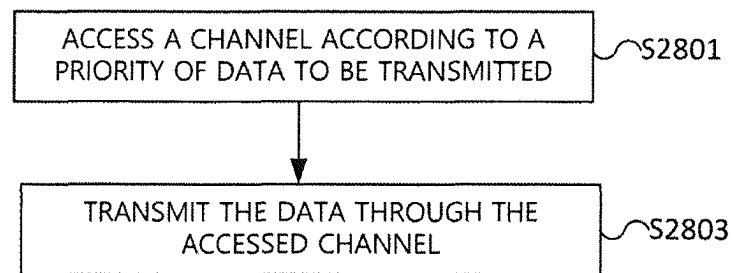 ACCESS A CHANNEL ACCORDING TO A
PRIORITY OF DATA TO BE TRANSMITTED
S2801
TRANSMIT THE DATA THROUGH THE
ACCESSED CHANNEL
S2803